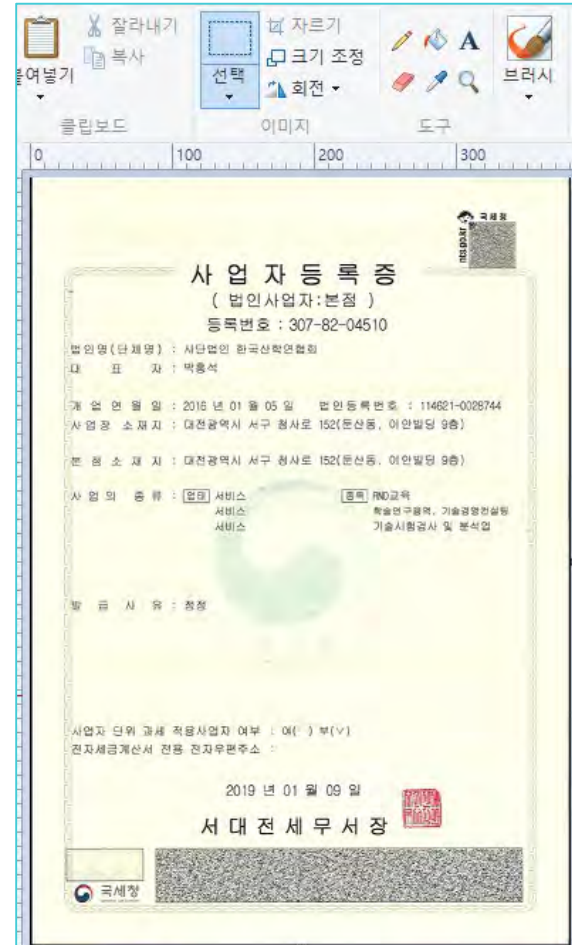 잘라내기
복사
붙여넣기
클립보드
선택
자르기
크기 조정
회전
이미지
A
도구
브러시
0 100 200 300
국세청
nts.go.kr
사 업 자 등 록 증
( 법인사업자:본점 )
등록번호 : 307-82-04510
법인명(단체명) : 사단법인 한국산학연협회
대 표 자 : 박홍석
개 업 연 월 일 : 2016 년 01 월 05 일 법인등록번호 : 114621-0028744
사 업 장 소 재 지 : 대전광역시 서구 청사로 152(둔산동, 이안빌딩 9층)
본 점 소 재 지 : 대전광역시 서구 청사로 152(둔산동, 이안빌딩 9층)
사 업 의 종 류 : 업태 서비스 종목 RND교육
서비스 학술연구용역, 기술경영컨설팅
서비스 기술시험검사 및 분석업
발 급 사 유 : 정정
사업자 단위 과세 적용사업자 여부 : 여( ) 부(∨)
전자세금계산서 전용 전자우편주소 :
2019 년 01 월 09 일
서 대 전 세 무 서 장
국세청